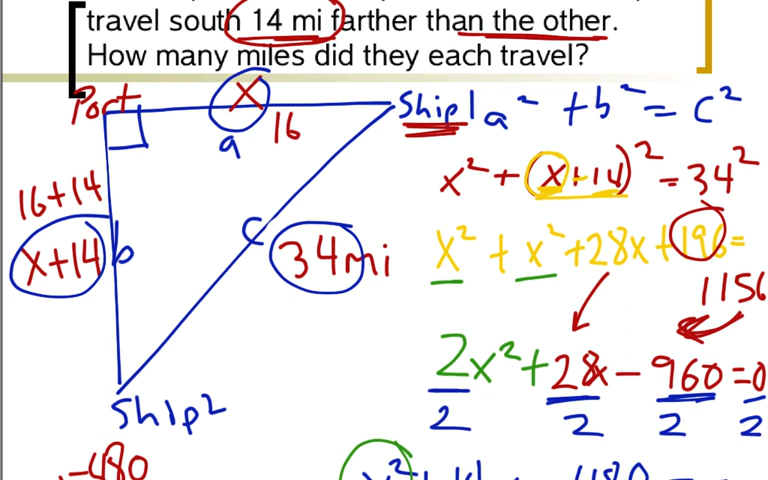 travel south 14 mi farther than the other.
How many miles did they each travel?
Port
X
Ship1
a² + b² = c²
a
16
x² + (x+14)² = 34²
16+14
x+14
b
c
34mi
x² + x² + 28x + 196 =
1156
2x² + 28x - 960 = 0
2 2 2 2
Ship2
-480